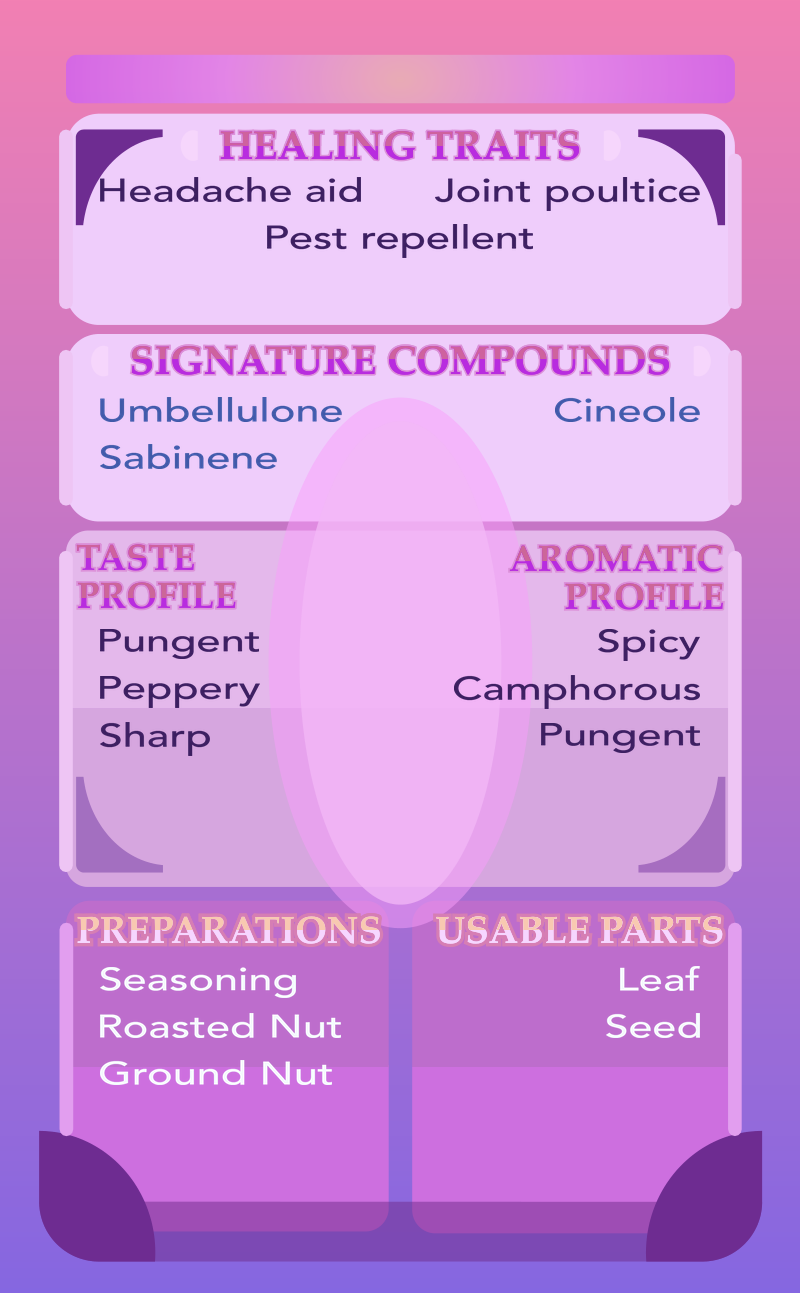 HEALING TRAITS
Headache aid Joint poultice
Pest repellent
SIGNATURE COMPOUNDS
Umbellulone Cineole
Sabinene
TASTE PROFILE
Pungent
Peppery
Sharp
AROMATIC PROFILE
Spicy
Camphorous
Pungent
PREPARATIONS
Seasoning
Roasted Nut
Ground Nut
USABLE PARTS
Leaf
Seed